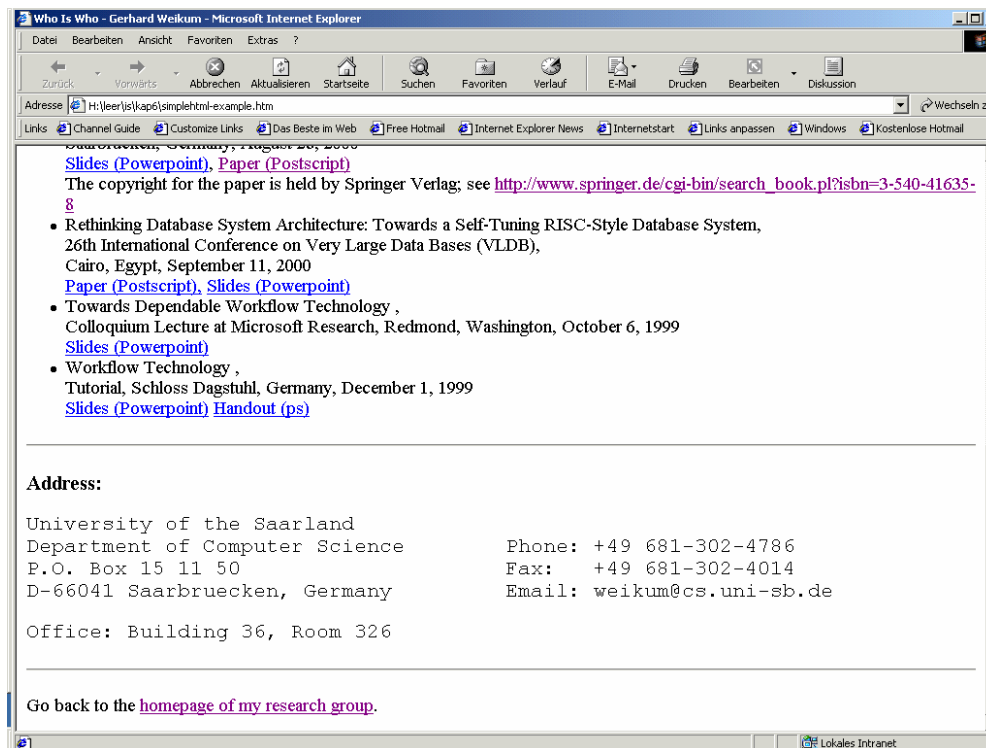 Who Is Who - Gerhard Weikum - Microsoft Internet Explorer
Datei Bearbeiten Ansicht Favoriten Extras ?
Zurück Vorwärts Abbrechen Aktualisieren Startseite Suchen Favoriten Verlauf E-Mail Drucken Bearbeiten Diskussion
Adresse H:\leer\is\kap6\simplehtml-example.htm Wechseln z
Links Channel Guide Customize Links Das Beste im Web Free Hotmail Internet Explorer News Internetstart Links anpassen Windows Kostenlose Hotmail
Saarbruecken, Germany, August 28, 2000
Slides (Powerpoint), Paper (Postscript)
The copyright for the paper is held by Springer Verlag; see http://www.springer.de/cgi-bin/search_book.pl?isbn=3-540-41635-
8
• Rethinking Database System Architecture: Towards a Self-Tuning RISC-Style Database System,
26th International Conference on Very Large Data Bases (VLDB),
Cairo, Egypt, September 11, 2000
Paper (Postscript), Slides (Powerpoint)
• Towards Dependable Workflow Technology ,
Colloquium Lecture at Microsoft Research, Redmond, Washington, October 6, 1999
Slides (Powerpoint)
• Workflow Technology ,
Tutorial, Schloss Dagstuhl, Germany, December 1, 1999
Slides (Powerpoint) Handout (ps)
Address:
University of the Saarland
Department of Computer Science Phone: +49 681-302-4786
P.O. Box 15 11 50 Fax: +49 681-302-4014
D-66041 Saarbruecken, Germany Email: weikum@cs.uni-sb.de
Office: Building 36, Room 326
Go back to the homepage of my research group.
Lokales Intranet